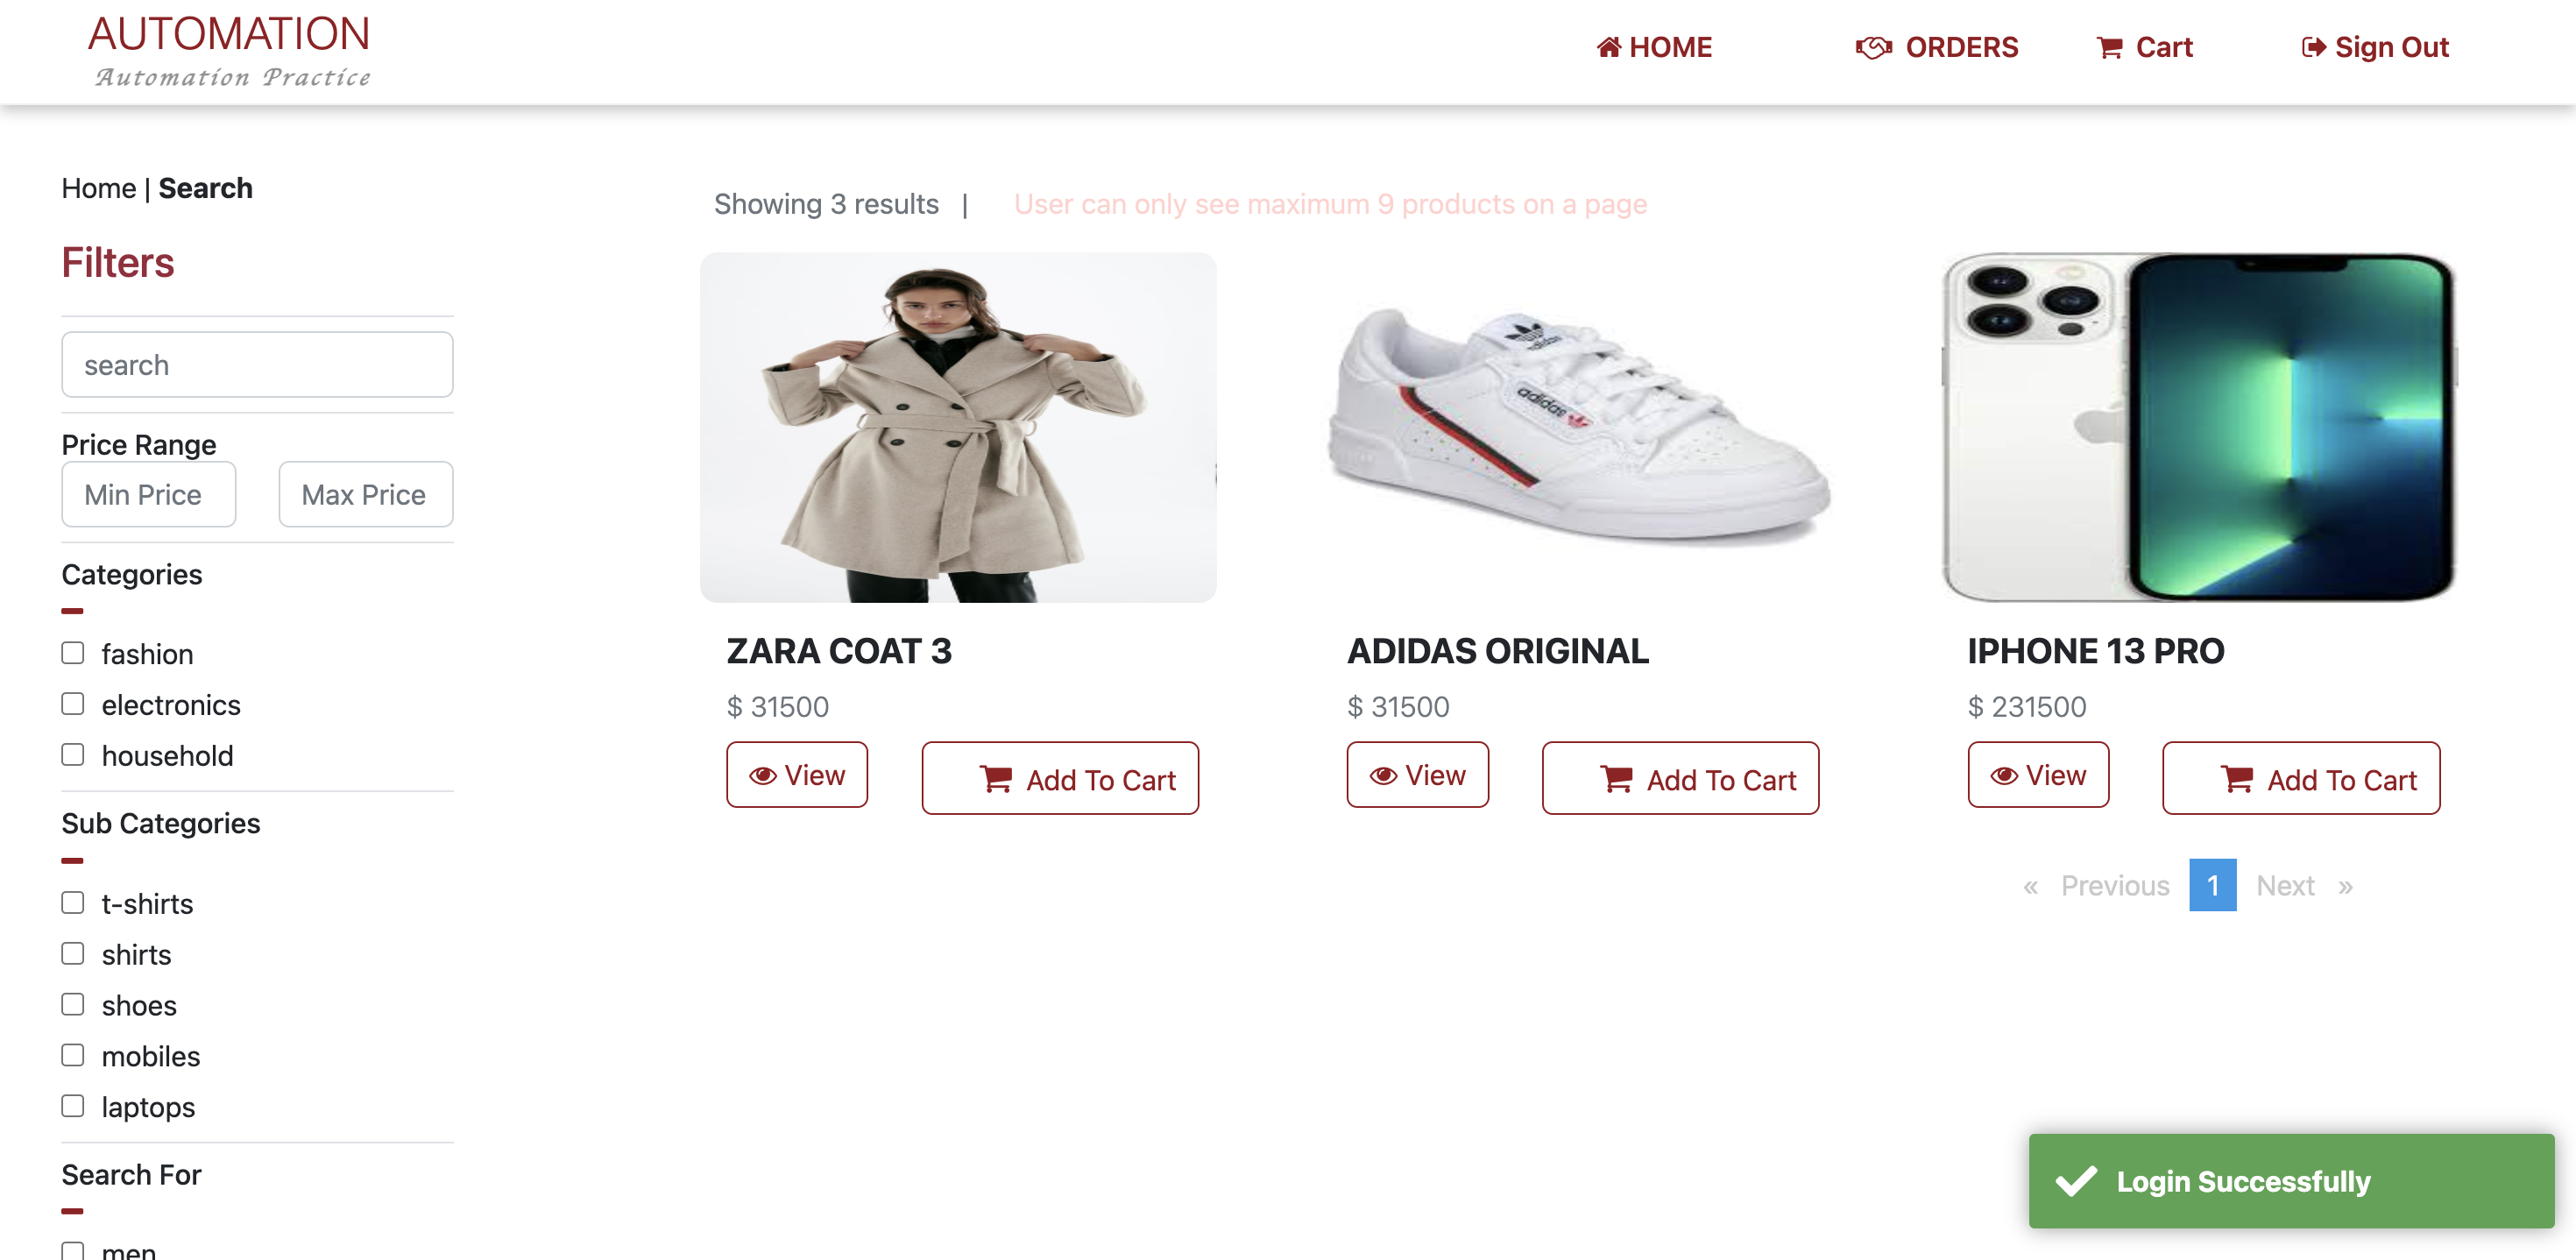 AUTOMATION
Automation Practice
HOME
ORDERS
Cart
Sign Out
Home | Search
Filters
search
Price Range
Min Price
Max Price
Categories
fashion
electronics
household
Sub Categories
t-shirts
shirts
shoes
mobiles
laptops
Search For
men
Showing 3 results |
User can only see maximum 9 products on a page
adidas
adidas
ZARA COAT 3
$ 31500
View
Add To Cart
ADIDAS ORIGINAL
$ 31500
View
Add To Cart
IPHONE 13 PRO
$ 231500
View
Add To Cart
« Previous 1 Next »
Login Successfully